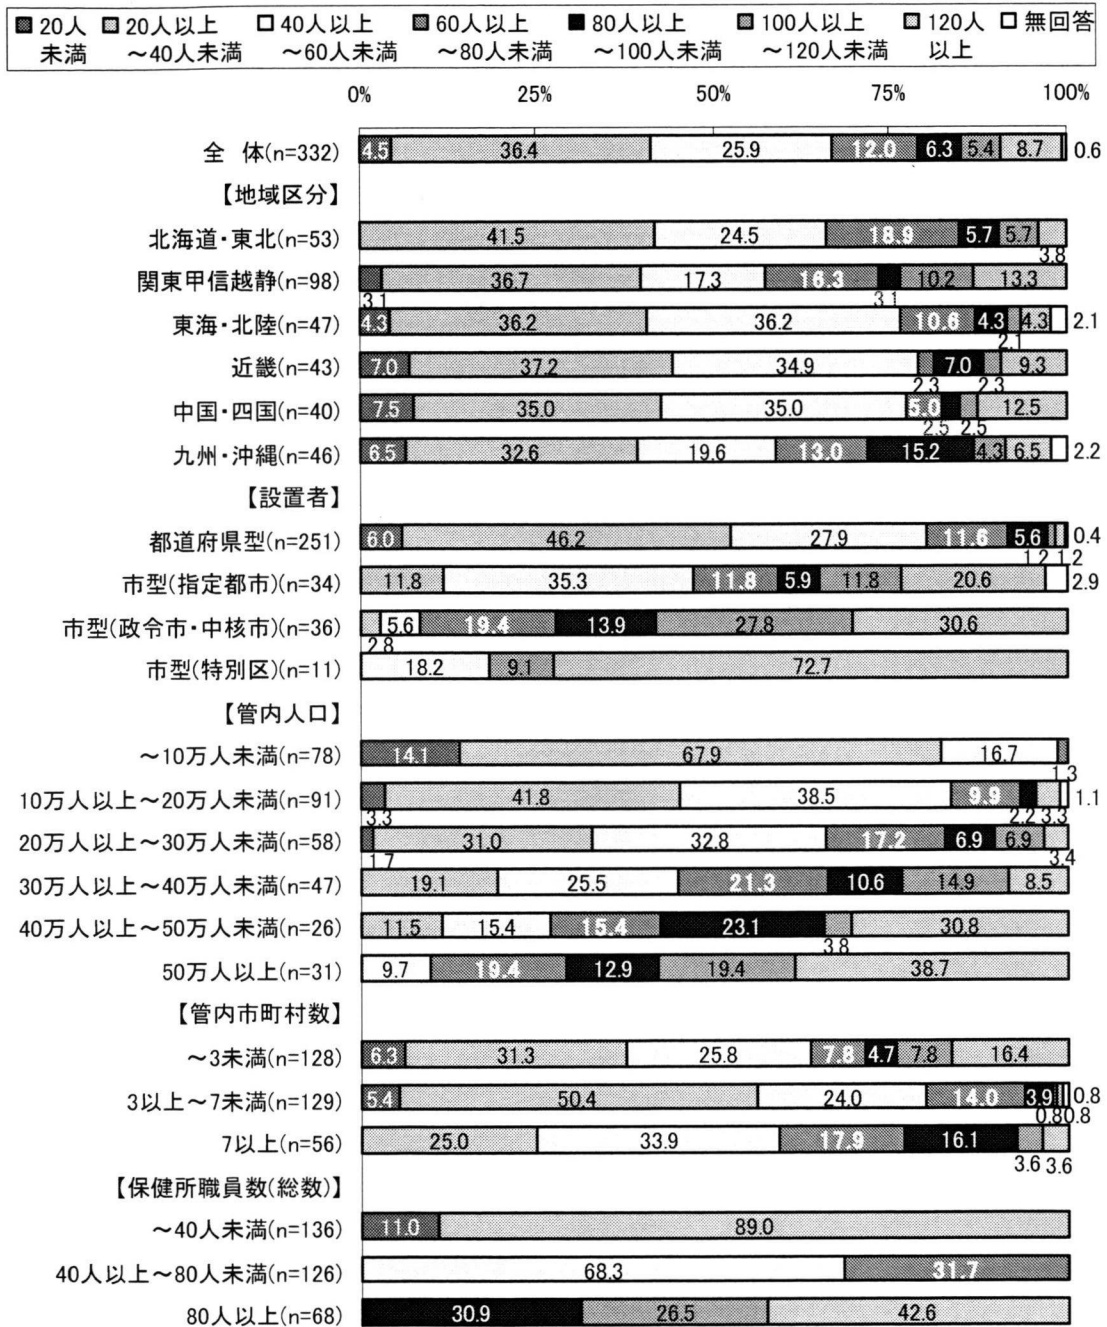 20人 20人以上 40人以上 60人以上 80人以上 100人以上 120人 無回答
未満 ～40人未満 ～60人未満 ～80人未満 ～100人未満 ～120人未満 以上
0% 25% 50% 75% 100%
全 体(n=332) 4.5 36.4 25.9 12.0 6.3 5.4 8.7 0.6
【地域区分】
北海道・東北(n=53) 41.5 24.5 18.9 5.7 5.7
3.8
関東甲信越静(n=98) 36.7 17.3 16.3 10.2 13.3
3.1 3.1
東海・北陸(n=47) 4.3 36.2 36.2 10.6 4.3 4.3 2.1
2.1
近畿(n=43) 7.0 37.2 34.9 7.0 9.3
2.3 2.3
中国・四国(n=40) 7.5 35.0 35.0 5.0 12.5
2.5 2.5
九州・沖縄(n=46) 6.5 32.6 19.6 13.0 15.2 4.3 6.5 2.2
【設置者】
都道府県型(n=251) 6.0 46.2 27.9 11.6 5.6 0.4
1.2 1.2
市型(指定都市)(n=34) 11.8 35.3 11.8 5.9 11.8 20.6 2.9
市型(政令市・中核市)(n=36) 5.6 19.4 13.9 27.8 30.6
2.8
市型(特別区)(n=11) 18.2 9.1 72.7
【管内人口】
～10万人未満(n=78) 14.1 67.9 16.7
1.3
10万人以上～20万人未満(n=91) 41.8 38.5 9.9 1.1
3.3 2.2 3.3
20万人以上～30万人未満(n=58) 31.0 32.8 17.2 6.9 6.9
1.7 3.4
30万人以上～40万人未満(n=47) 19.1 25.5 21.3 10.6 14.9 8.5
40万人以上～50万人未満(n=26) 11.5 15.4 15.4 23.1 30.8
3.8
50万人以上(n=31) 9.7 19.4 12.9 19.4 38.7
【管内市町村数】
～3未満(n=128) 6.3 31.3 25.8 7.8 4.7 7.8 16.4
3以上～7未満(n=129) 5.4 50.4 24.0 14.0 3.9 0.8
0.8 0.8
7以上(n=56) 25.0 33.9 17.9 16.1
3.6 3.6
【保健所職員数(総数)】
～40人未満(n=136) 11.0 89.0
40人以上～80人未満(n=126) 68.3 31.7
80人以上(n=68) 30.9 26.5 42.6